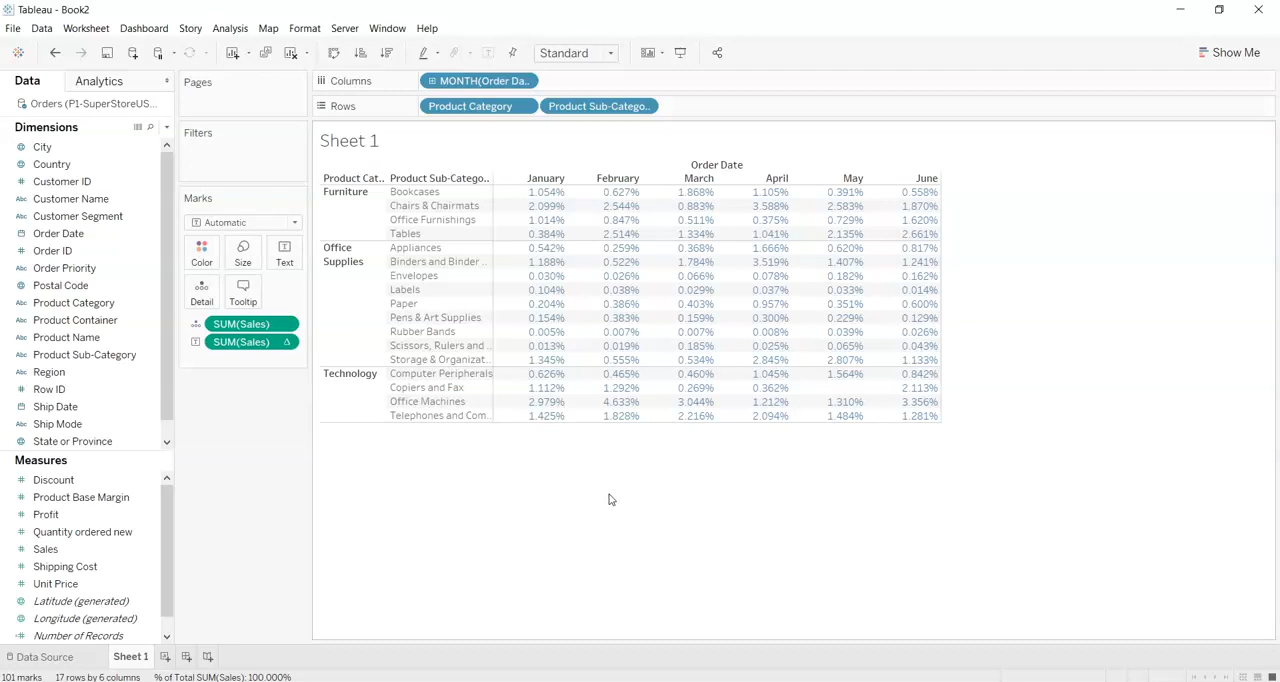 Tableau - Book2
File Data Worksheet Dashboard Story Analysis Map Format Server Window Help
Standard
Show Me
Data Analytics
Orders (P1-SuperStoreUS...
Dimensions
City
Country
Abc Customer ID
Abc Customer Name
Abc Customer Segment
Order Date
# Order ID
Abc Order Priority
Postal Code
Abc Product Category
Abc Product Container
Abc Product Name
Abc Product Sub-Category
Abc Region
# Row ID
Ship Date
Abc Ship Mode
State or Province
Measures
# Discount
# Product Base Margin
# Profit
# Quantity ordered new
# Sales
# Shipping Cost
# Unit Price
Latitude (generated)
Longitude (generated)
=# Number of Records
Pages
Filters
Marks
T Automatic
Color Size Text
Detail Tooltip
SUM(Sales)
SUM(Sales) Δ
Columns MONTH(Order Da..
Rows Product Category Product Sub-Catego..
Sheet 1
Order Date
Product Cat.. Product Sub-Catego.. January February March April May June
Furniture Bookcases 1.054% 0.627% 1.868% 1.105% 0.391% 0.558%
Chairs & Chairmats 2.099% 2.544% 0.883% 3.588% 2.583% 1.870%
Office Furnishings 1.014% 0.847% 0.511% 0.375% 0.729% 1.620%
Tables 0.384% 2.514% 1.334% 1.041% 2.135% 2.661%
Office Appliances 0.542% 0.259% 0.368% 1.666% 0.620% 0.817%
Supplies Binders and Binder .. 1.188% 0.522% 1.784% 3.519% 1.407% 1.241%
Envelopes 0.030% 0.026% 0.066% 0.078% 0.182% 0.162%
Labels 0.104% 0.038% 0.029% 0.037% 0.033% 0.014%
Paper 0.204% 0.386% 0.403% 0.957% 0.351% 0.600%
Pens & Art Supplies 0.154% 0.383% 0.159% 0.300% 0.229% 0.129%
Rubber Bands 0.005% 0.007% 0.007% 0.008% 0.039% 0.026%
Scissors, Rulers and .. 0.013% 0.019% 0.185% 0.025% 0.065% 0.043%
Storage & Organizat.. 1.345% 0.555% 0.534% 2.845% 2.807% 1.133%
Technology Computer Peripherals 0.626% 0.465% 0.460% 1.045% 1.564% 0.842%
Copiers and Fax 1.112% 1.292% 0.269% 0.362% 2.113%
Office Machines 2.979% 4.633% 3.044% 1.212% 1.310% 3.356%
Telephones and Com.. 1.425% 1.828% 2.216% 2.094% 1.484% 1.281%
Data Source Sheet 1
101 marks 17 rows by 6 columns % of Total SUM(Sales): 100.000%